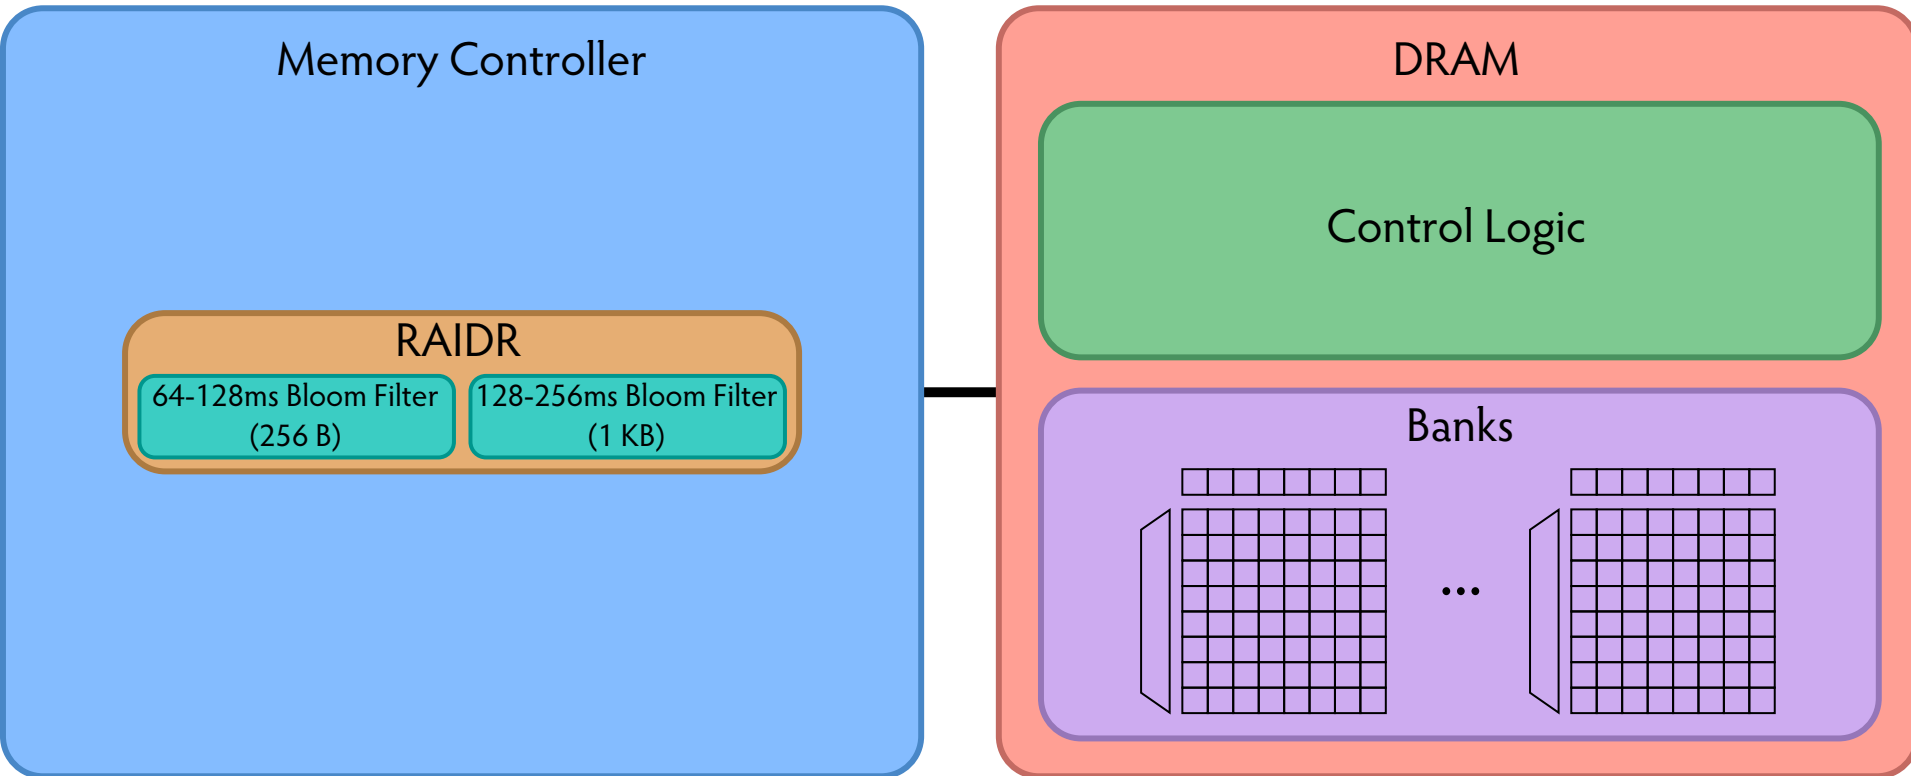 Memory Controller
RAIDR
64-128ms Bloom Filter
(256 B)
128-256ms Bloom Filter
(1 KB)
DRAM
Control Logic
Banks
...